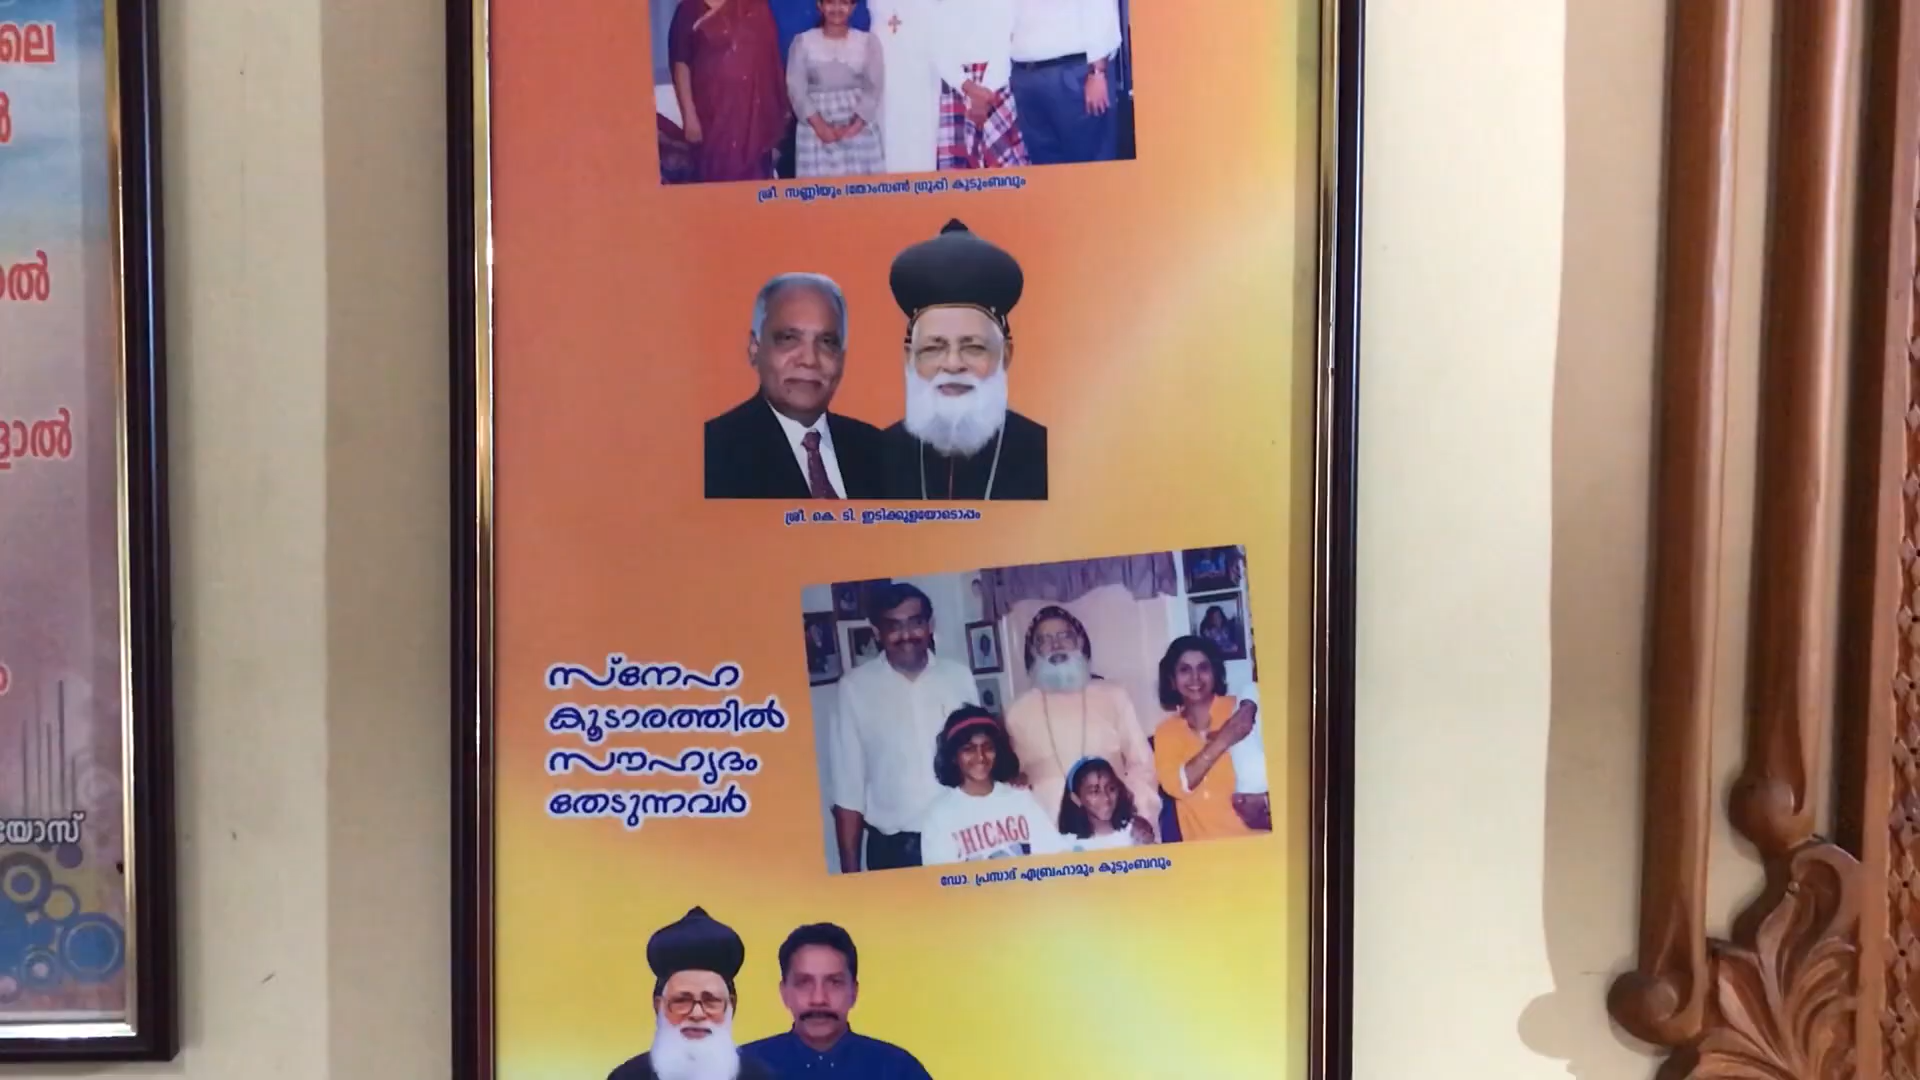 ലെ
ൽ
ാൽ
ളാൽ
യോസ്
ശ്രീ. സണ്ണിയും (തോംസൺ ഗ്രൂപ്പ്) കുടുംബവും
ശ്രീ. കെ. ടി. ഇടിക്കുളയോടൊപ്പം
സ്നേഹ
കൂടാരത്തിൽ
സൗഹൃദം
തേടുന്നവർ
CHICAGO
ഡോ. പ്രസാദ് എബ്രഹാമും കുടുംബവും